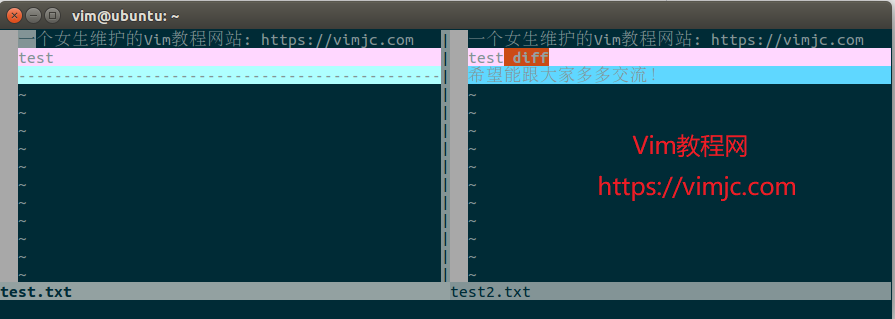 vim@ubuntu: ~
一个女生维护的Vim教程网站: https://vimjc.com
test
-----------------------------------------------
~
~
~
~
~
~
~
~
~
~
~
test.txt
一个女生维护的Vim教程网站: https://vimjc.com
test diff
希望能跟大家多多交流!
~
~
~
~
~
~
~
~
~
~
~
test2.txt
Vim教程网
https://vimjc.com